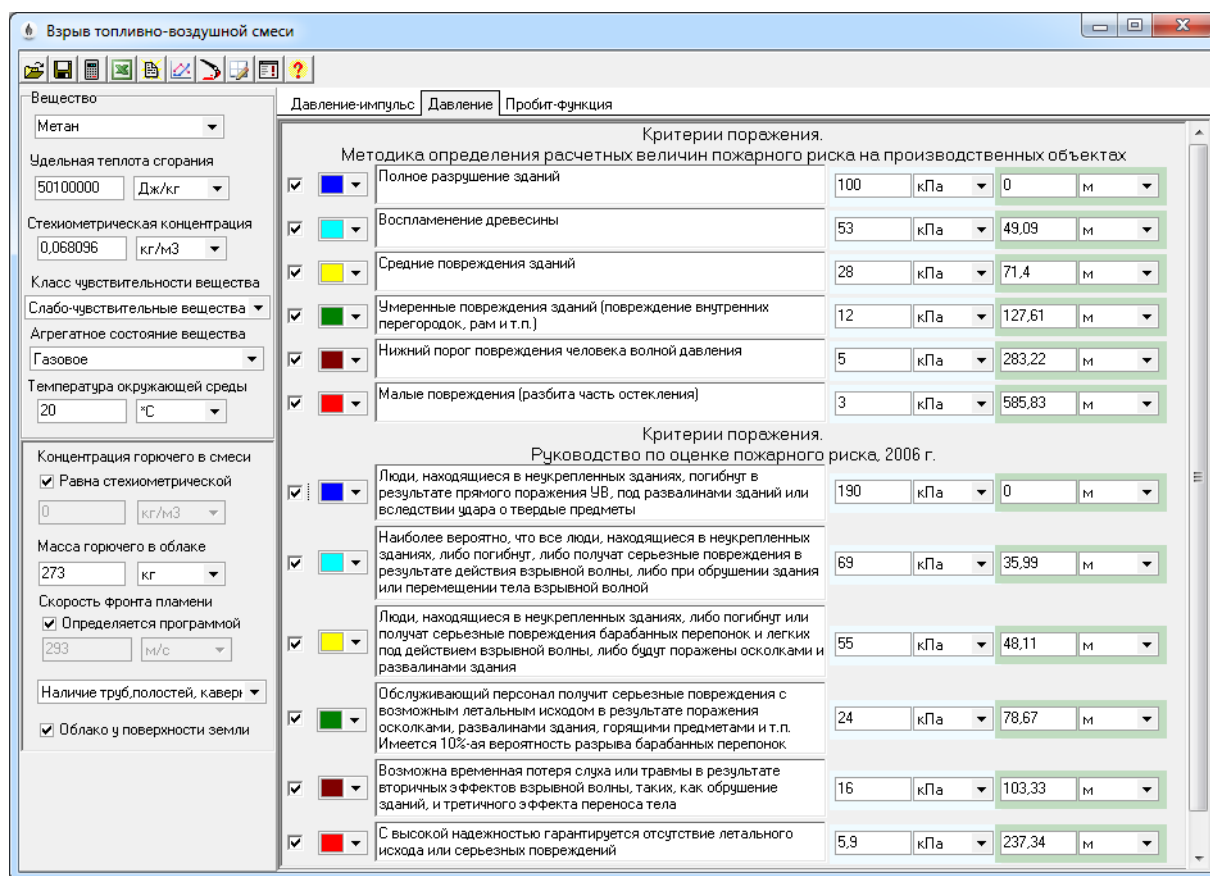 Взрыв топливно-воздушной смеси
Вещество
Метан
Удельная теплота сгорания
50100000 Дж/кг
Стехиометрическая концентрация
0,068096 кг/м3
Класс чувствительности вещества
Слабо-чувствительные вещества
Агрегатное состояние вещества
Газовое
Температура окружающей среды
20 °C
Концентрация горючего в смеси
Равна стехиометрической
0 кг/м3
Масса горючего в облаке
273 кг
Скорость фронта пламени
Определяется программой
293 м/с
Наличие труб,полостей, каверн
Облако у поверхности земли
Давление-импульс Давление Пробит-функция
Критерии поражения.
Методика определения расчетных величин пожарного риска на производственных объектах
Полное разрушение зданий 100 кПа 0 м
Воспламенение древесины 53 кПа 49,09 м
Средние повреждения зданий 28 кПа 71,4 м
Умеренные повреждения зданий (повреждение внутренних
перегородок, рам и т.п.) 12 кПа 127,61 м
Нижний порог повреждения человека волной давления 5 кПа 283,22 м
Малые повреждения (разбита часть остекления) 3 кПа 585,83 м
Критерии поражения.
Руководство по оценке пожарного риска, 2006 г.
Люди, находящиеся в неукрепленных зданиях, погибнут в
результате прямого поражения УВ, под развалинами зданий или
вследствии удара о твердые предметы
190 кПа 0 м
Наиболее вероятно, что все люди, находящиеся в неукрепленных
зданиях, либо погибнут, либо получат серьезные повреждения в
результате действия взрывной волны, либо при обрушении здания
или перемещении тела взрывной волной
69 кПа 35,99 м
Люди, находящиеся в неукрепленных зданиях, либо погибнут или
получат серьезные повреждения барабанных перепонок и легких
под действием взрывной волны, либо будут поражены осколками и
развалинами здания
55 кПа 48,11 м
Обслуживающий персонал получит серьезные повреждения с
возможным летальным исходом в результате поражения
осколками, развалинами здания, горящими предметами и т.п.
Имеется 10%-ая вероятность разрыва барабанных перепонок
24 кПа 78,67 м
Возможна временная потеря слуха или травмы в результате
вторичных эффектов взрывной волны, таких, как обрушение
зданий, и третичного эффекта переноса тела
16 кПа 103,33 м
С высокой надежностью гарантируется отсутствие летального
исхода или серьезных повреждений
5,9 кПа 237,34 м